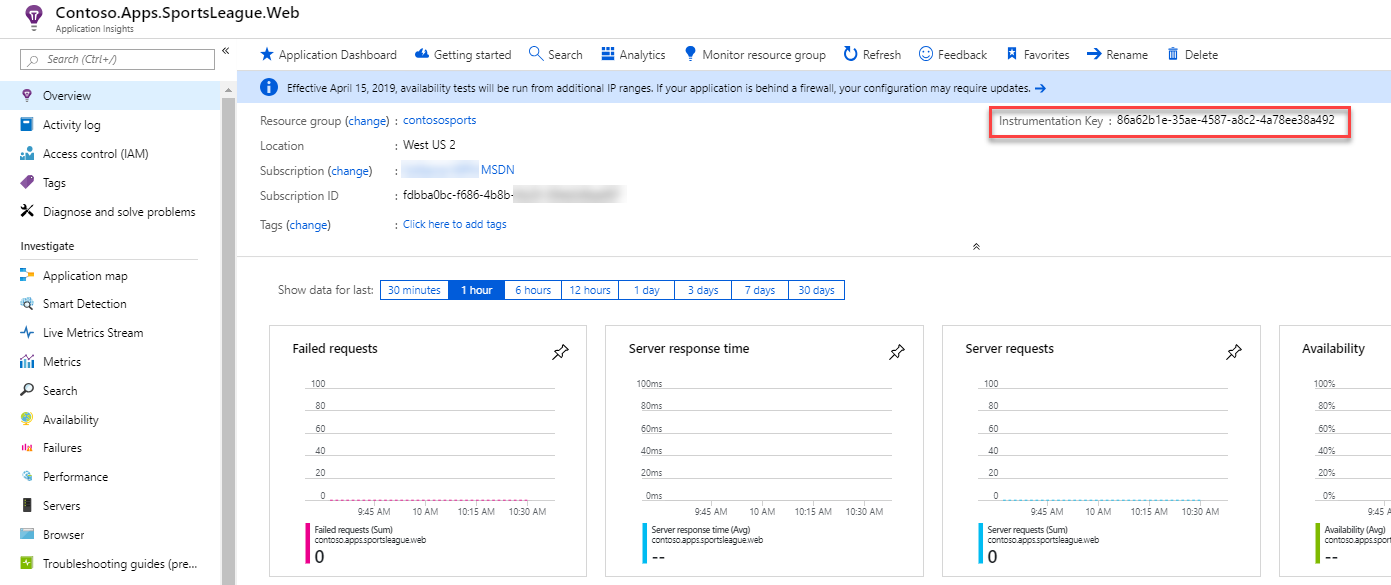 Contoso.Apps.SportsLeague.Web
Application Insights
Search (Ctrl+/)
«
Overview
Activity log
Access control (IAM)
Tags
Diagnose and solve problems
Investigate
Application map
Smart Detection
Live Metrics Stream
Metrics
Search
Availability
Failures
Performance
Servers
Browser
Troubleshooting guides (pre...
Application Dashboard Getting started Search Analytics Monitor resource group Refresh Feedback Favorites Rename Delete
Effective April 15, 2019, availability tests will be run from additional IP ranges. If your application is behind a firewall, your configuration may require updates. →
Resource group (change) : contososports
Location : West US 2
Subscription (change) : MSDN
Subscription ID : fdbba0bc-f686-4b8b-
Tags (change) : Click here to add tags
Instrumentation Key : 86a62b1e-35ae-4587-a8c2-4a78ee38a492
Show data for last: 30 minutes 1 hour 6 hours 12 hours 1 day 3 days 7 days 30 days
Failed requests
100
80
60
40
20
0
9:45 AM 10 AM 10:15 AM 10:30 AM
Failed requests (Sum)
contoso.apps.sportsleague.web
0
Server response time
100ms
80ms
60ms
40ms
20ms
0ms
9:45 AM 10 AM 10:15 AM 10:30 AM
Server response time (Avg)
contoso.apps.sportsleague.web
--
Server requests
100
80
60
40
20
0
9:45 AM 10 AM 10:15 AM 10:30 AM
Server requests (Sum)
contoso.apps.sportsleague.web
0
Availability
100%
80%
60%
40%
20%
0%
9:45 A
Availability (Avg)
contoso.apps.sport
--